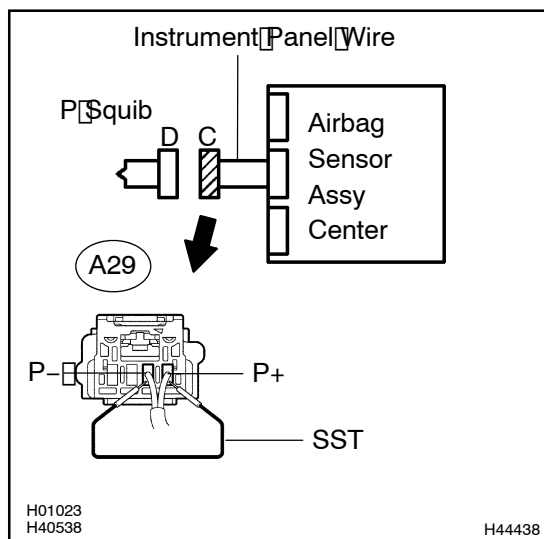 Instrument▯Panel▯Wire
P▯Squib
D C
Airbag
Sensor
Assy
Center
A29
P−
P+
SST
H01023
H40538
H44438